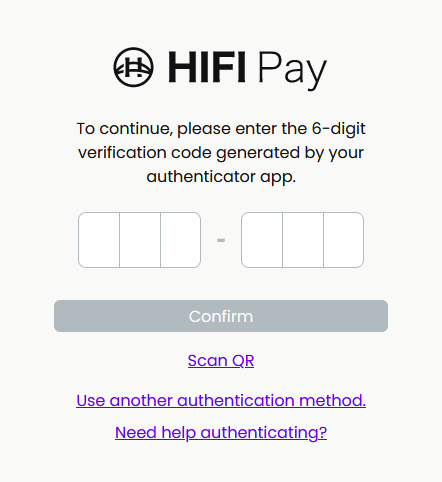 HIFI Pay
To continue, please enter the 6-digit
verification code generated by your
authenticator app.
-
Confirm
Scan QR
Use another authentication method.
Need help authenticating?